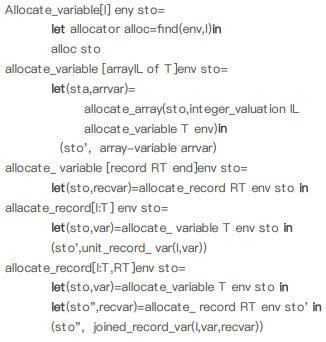 Allocate_variable[I] eny sto=
let allocator alloc=find(env,I)in
alloc sto
allocate_variable [arrayIL of T]env sto=
let(sta,arrvar)=
allocate_array(sto,integer_valuation IL
allocate_variable T env)in
(sto', array-variable arrvar)
allocate_ variable [record RT end]env sto=
let(sto,recvar)=allocate_record RT env sto in
allacate_record[I:T] env sto=
let(sto,var)=allocate_ variable T env sto in
(sto',unit_record_ var(I,var))
allocate_record[I:T,RT]env sto=
let(sto,var)=allocate_variable T env sto in
let(sto",recvar)=allocate_ record RT env sto' in
(sto", joined_record_var(I,var,recvar))